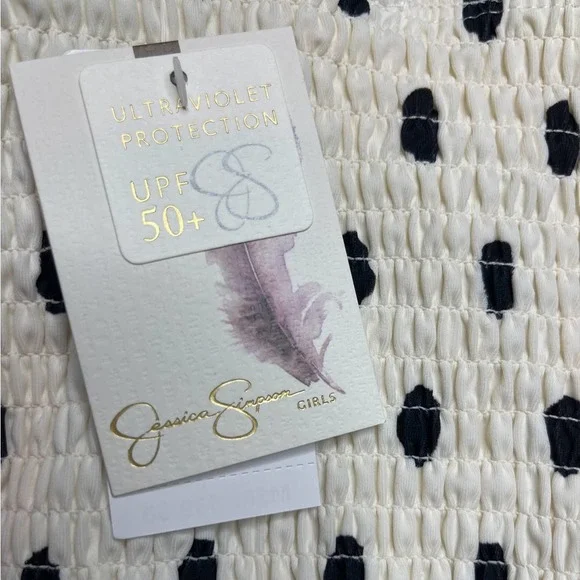 ULTRAVIOLET
PROTECTION
UPF
50+
Jessica Simpson
GIRLS